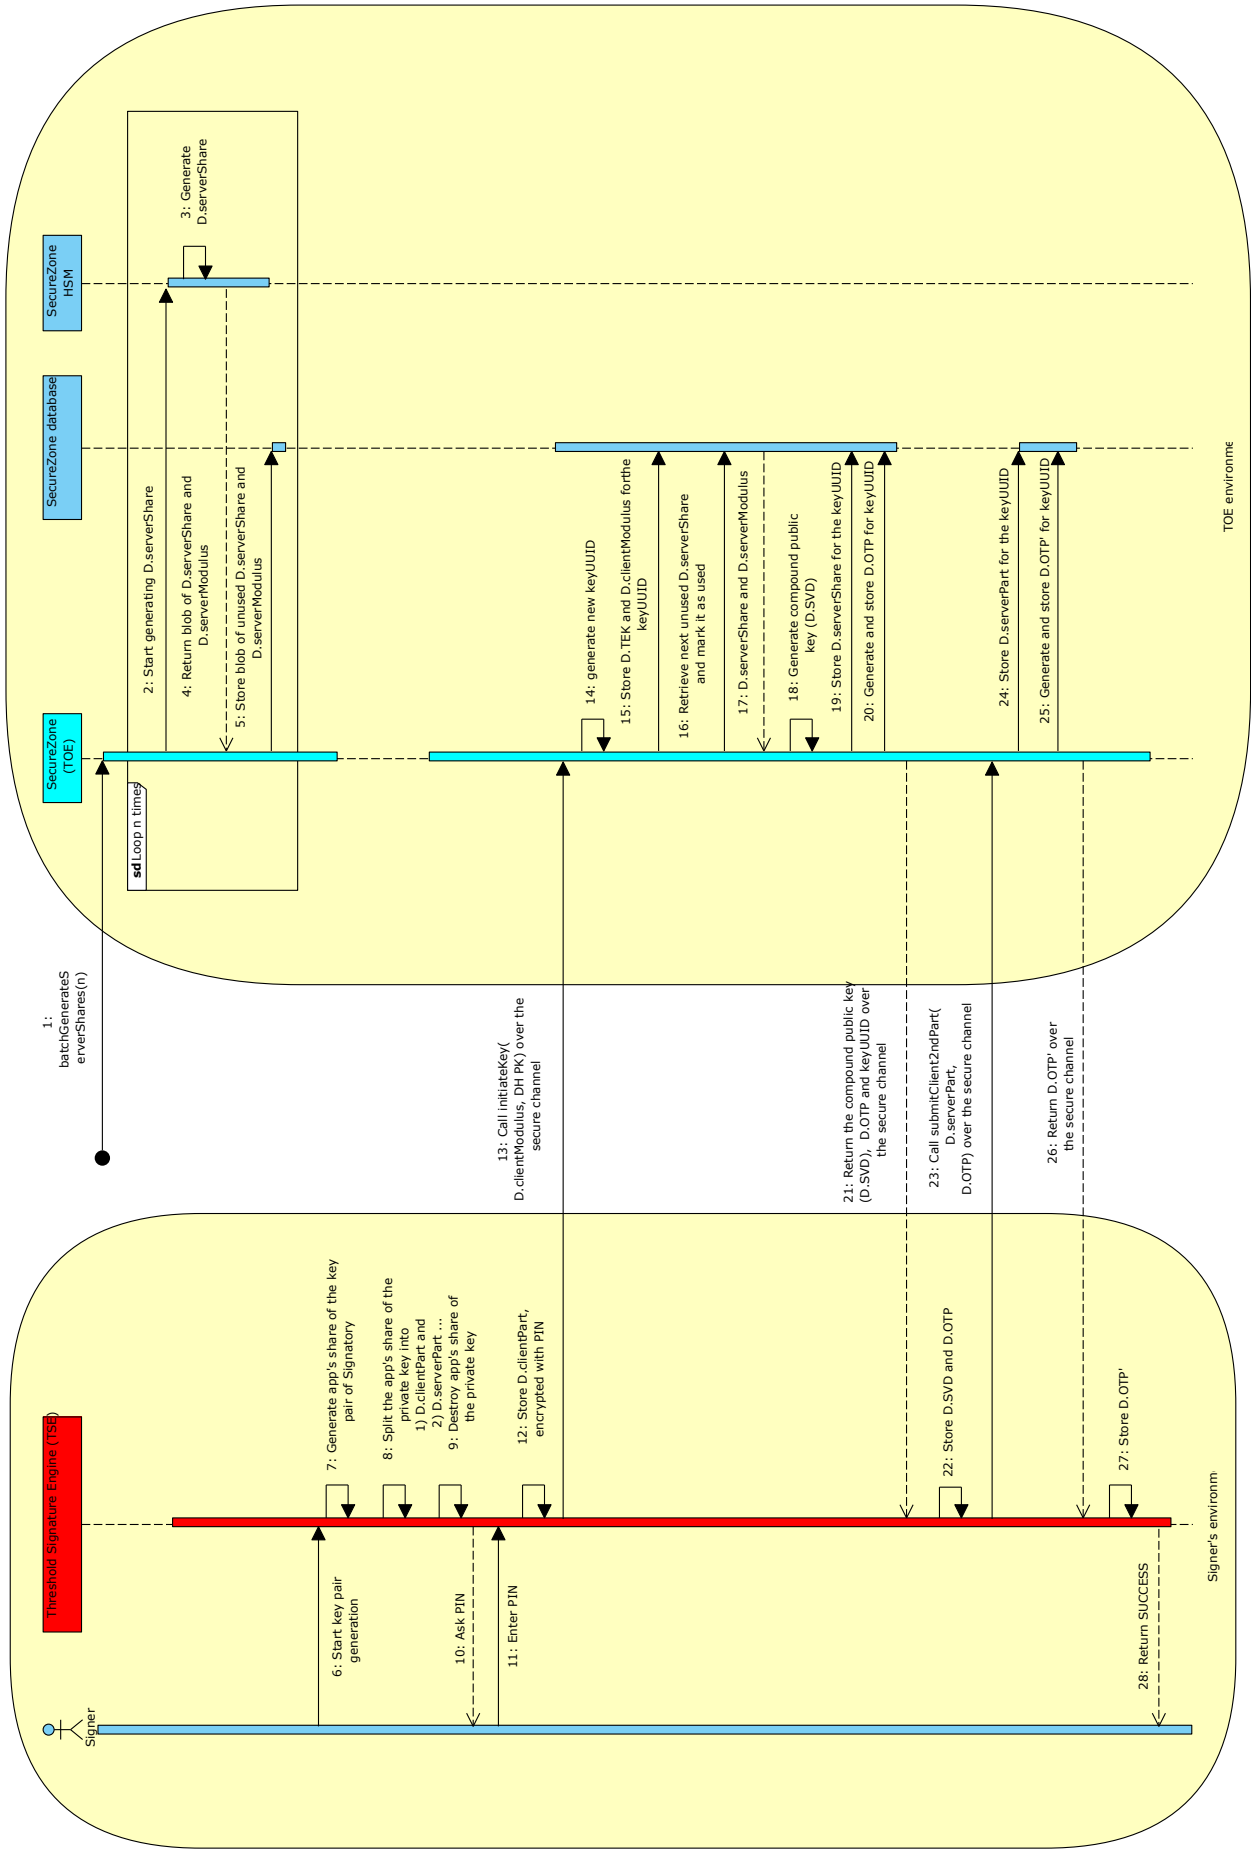 Signer
Threshold Signature Engine (TSE)
SecureZone
(TOE)
SecureZone database
SecureZone
HSM
1:
batchGenerateS
erverShares(n)
sd Loop n times
2: Start generating D.serverShare
3: Generate
D.serverShare
4: Return blob of D.serverShare and
D.serverModulus
5: Store blob of unused D.serverShare and
D.serverModulus
6: Start key pair
generation
7: Generate app's share of the key
pair of Signatory
8: Split the app's share of the
private key into
1) D.clientPart and
2) D.serverPart ...
9: Destroy app's share of
the private key
10: Ask PIN
11: Enter PIN
12: Store D.clientPart,
encrypted with PIN
13: Call initiateKey(
D.clientModulus, DH PK) over the
secure channel
14: generate new keyUUID
15: Store D.TEK and D.clientModulus forthe
keyUUID
16: Retrieve next unused D.serverShare
and mark it as used
17: D.serverShare and D.serverModulus
18: Generate compound public
key (D.SVD)
19: Store D.serverShare for the keyUUID
20: Generate and store D.OTP for keyUUID
21: Return the compound public key
(D.SVD), D.OTP and keyUUID over
the secure channel
22: Store D.SVD and D.OTP
23: Call submitClient2ndPart(
D.serverPart,
D.OTP) over the secure channel
24: Store D.serverPart for the keyUUID
25: Generate and store D.OTP' for keyUUID
26: Return D.OTP' over
the secure channel
27: Store D.OTP'
28: Return SUCCESS
Signer's environm
TOE environme